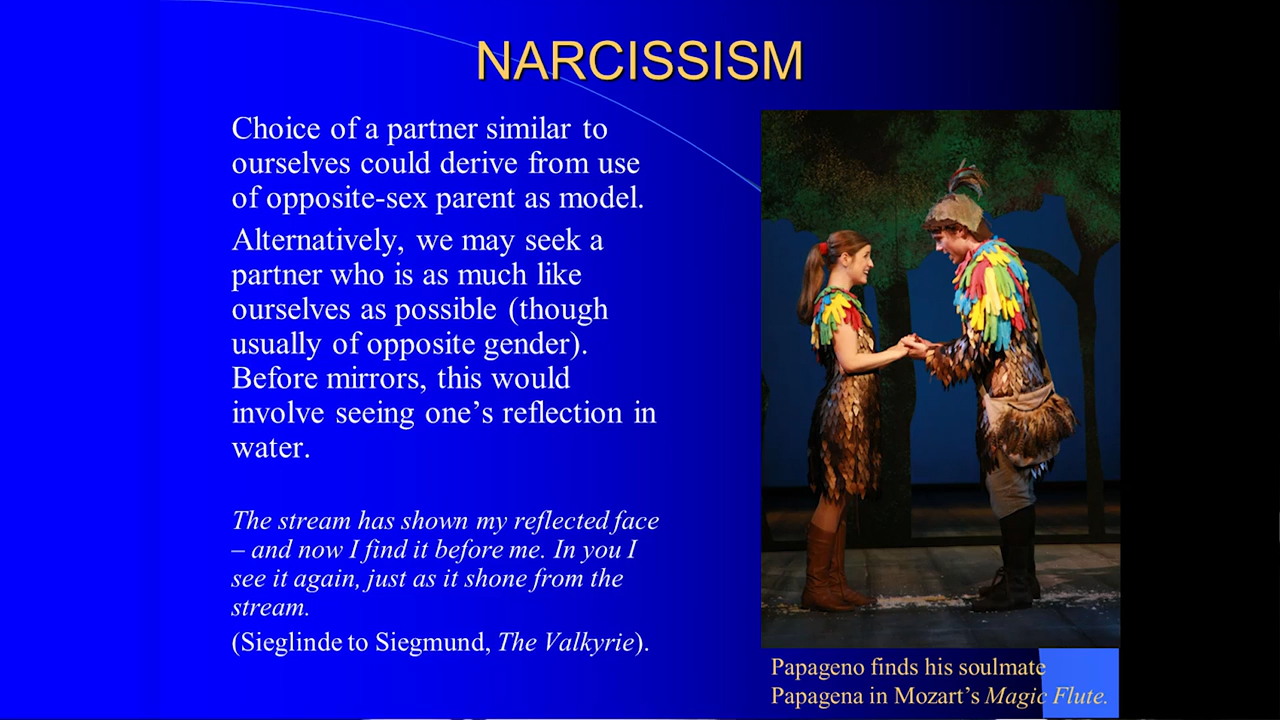 NARCISSISM
Choice of a partner similar to
ourselves could derive from use
of opposite-sex parent as model.
Alternatively, we may seek a
partner who is as much like
ourselves as possible (though
usually of opposite gender).
Before mirrors, this would
involve seeing one’s reflection in
water.
The stream has shown my reflected face
– and now I find it before me. In you I
see it again, just as it shone from the
stream.
(Sieglinde to Siegmund, The Valkyrie).
Papageno finds his soulmate
Papagena in Mozart’s Magic Flute.